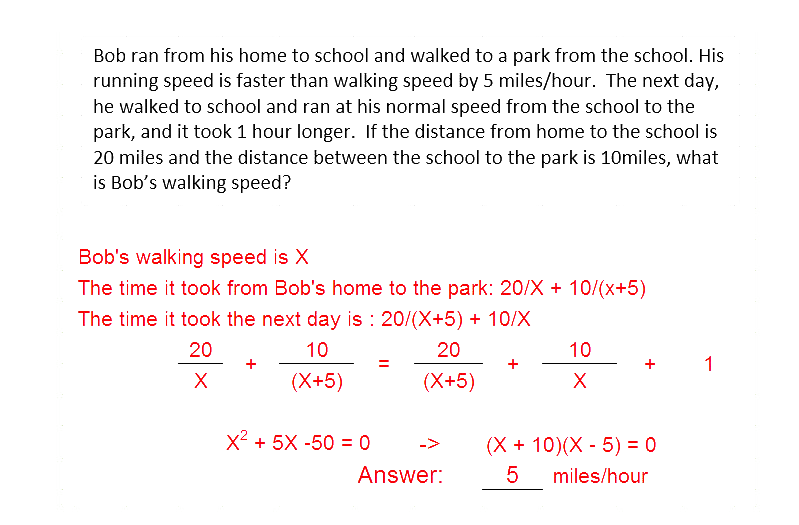 Bob ran from his home to school and walked to a park from the school. His
running speed is faster than walking speed by 5 miles/hour. The next day,
he walked to school and ran at his normal speed from the school to the
park, and it took 1 hour longer. If the distance from home to the school is
20 miles and the distance between the school to the park is 10miles, what
is Bob's walking speed?
Bob's walking speed is X
The time it took from Bob's home to the park: 20/X + 10/(x+5)
The time it took the next day is : 20/(X+5) + 10/X
20/X + 10/(X+5) = 20/(X+5) + 10/X + 1
X² + 5X -50 = 0 -> (X + 10)(X - 5) = 0
Answer: 5 miles/hour